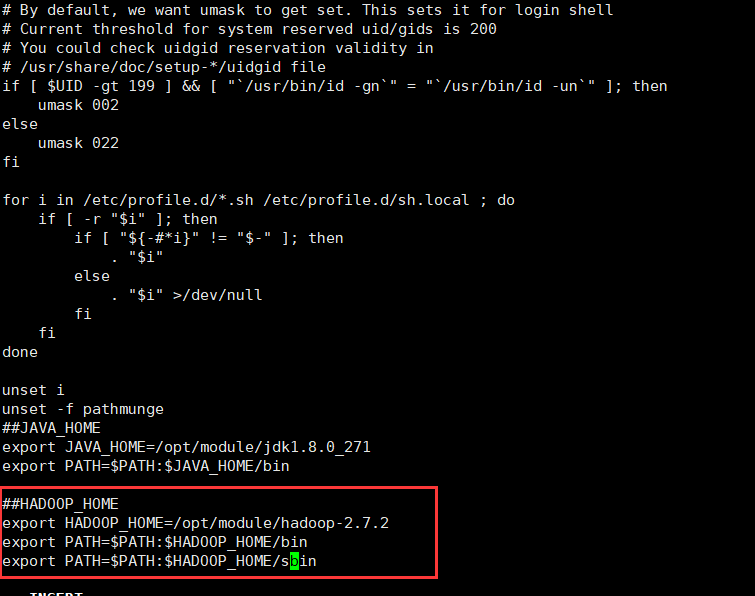 # By default, we want umask to get set. This sets it for login shell
# Current threshold for system reserved uid/gids is 200
# You could check uidgid reservation validity in
# /usr/share/doc/setup-*/uidgid file
if [ $UID -gt 199 ] && [ "`/usr/bin/id -gn`" = "`/usr/bin/id -un`" ]; then
    umask 002
else
    umask 022
fi

for i in /etc/profile.d/*.sh /etc/profile.d/sh.local ; do
    if [ -r "$i" ]; then
        if [ "${-#*i}" != "$-" ]; then
            . "$i"
        else
            . "$i" >/dev/null
        fi
    fi
done

unset i
unset -f pathmunge
##JAVA_HOME
export JAVA_HOME=/opt/module/jdk1.8.0_271
export PATH=$PATH:$JAVA_HOME/bin

##HADOOP_HOME
export HADOOP_HOME=/opt/module/hadoop-2.7.2
export PATH=$PATH:$HADOOP_HOME/bin
export PATH=$PATH:$HADOOP_HOME/sbin
INSERT